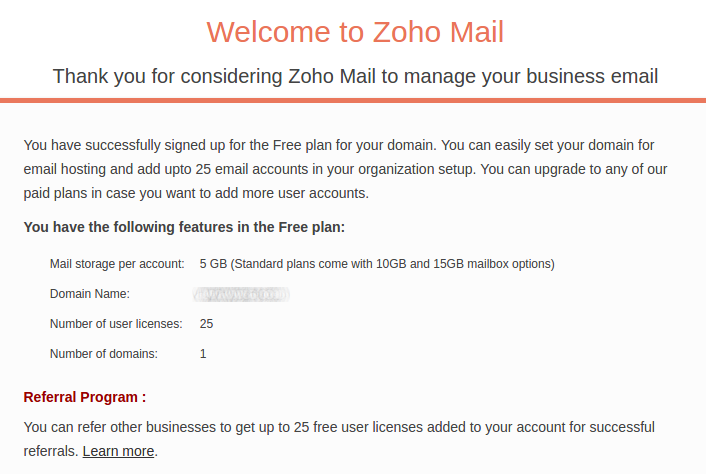 Welcome to Zoho Mail
Thank you for considering Zoho Mail to manage your business email
You have successfully signed up for the Free plan for your domain. You can easily set your domain for
email hosting and add upto 25 email accounts in your organization setup. You can upgrade to any of our
paid plans in case you want to add more user accounts.
You have the following features in the Free plan:
Mail storage per account: 5 GB (Standard plans come with 10GB and 15GB mailbox options)
Domain Name:
Number of user licenses: 25
Number of domains: 1
Referral Program :
You can refer other businesses to get up to 25 free user licenses added to your account for successful
referrals. Learn more.